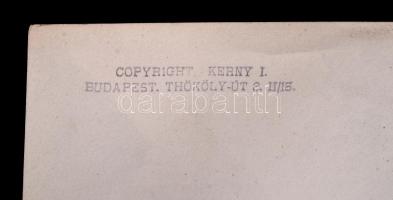 COPYRIGHT KERNY I.
BUDAPEST. THÖKÖLY-ÚT 2. II/15.
darabanth